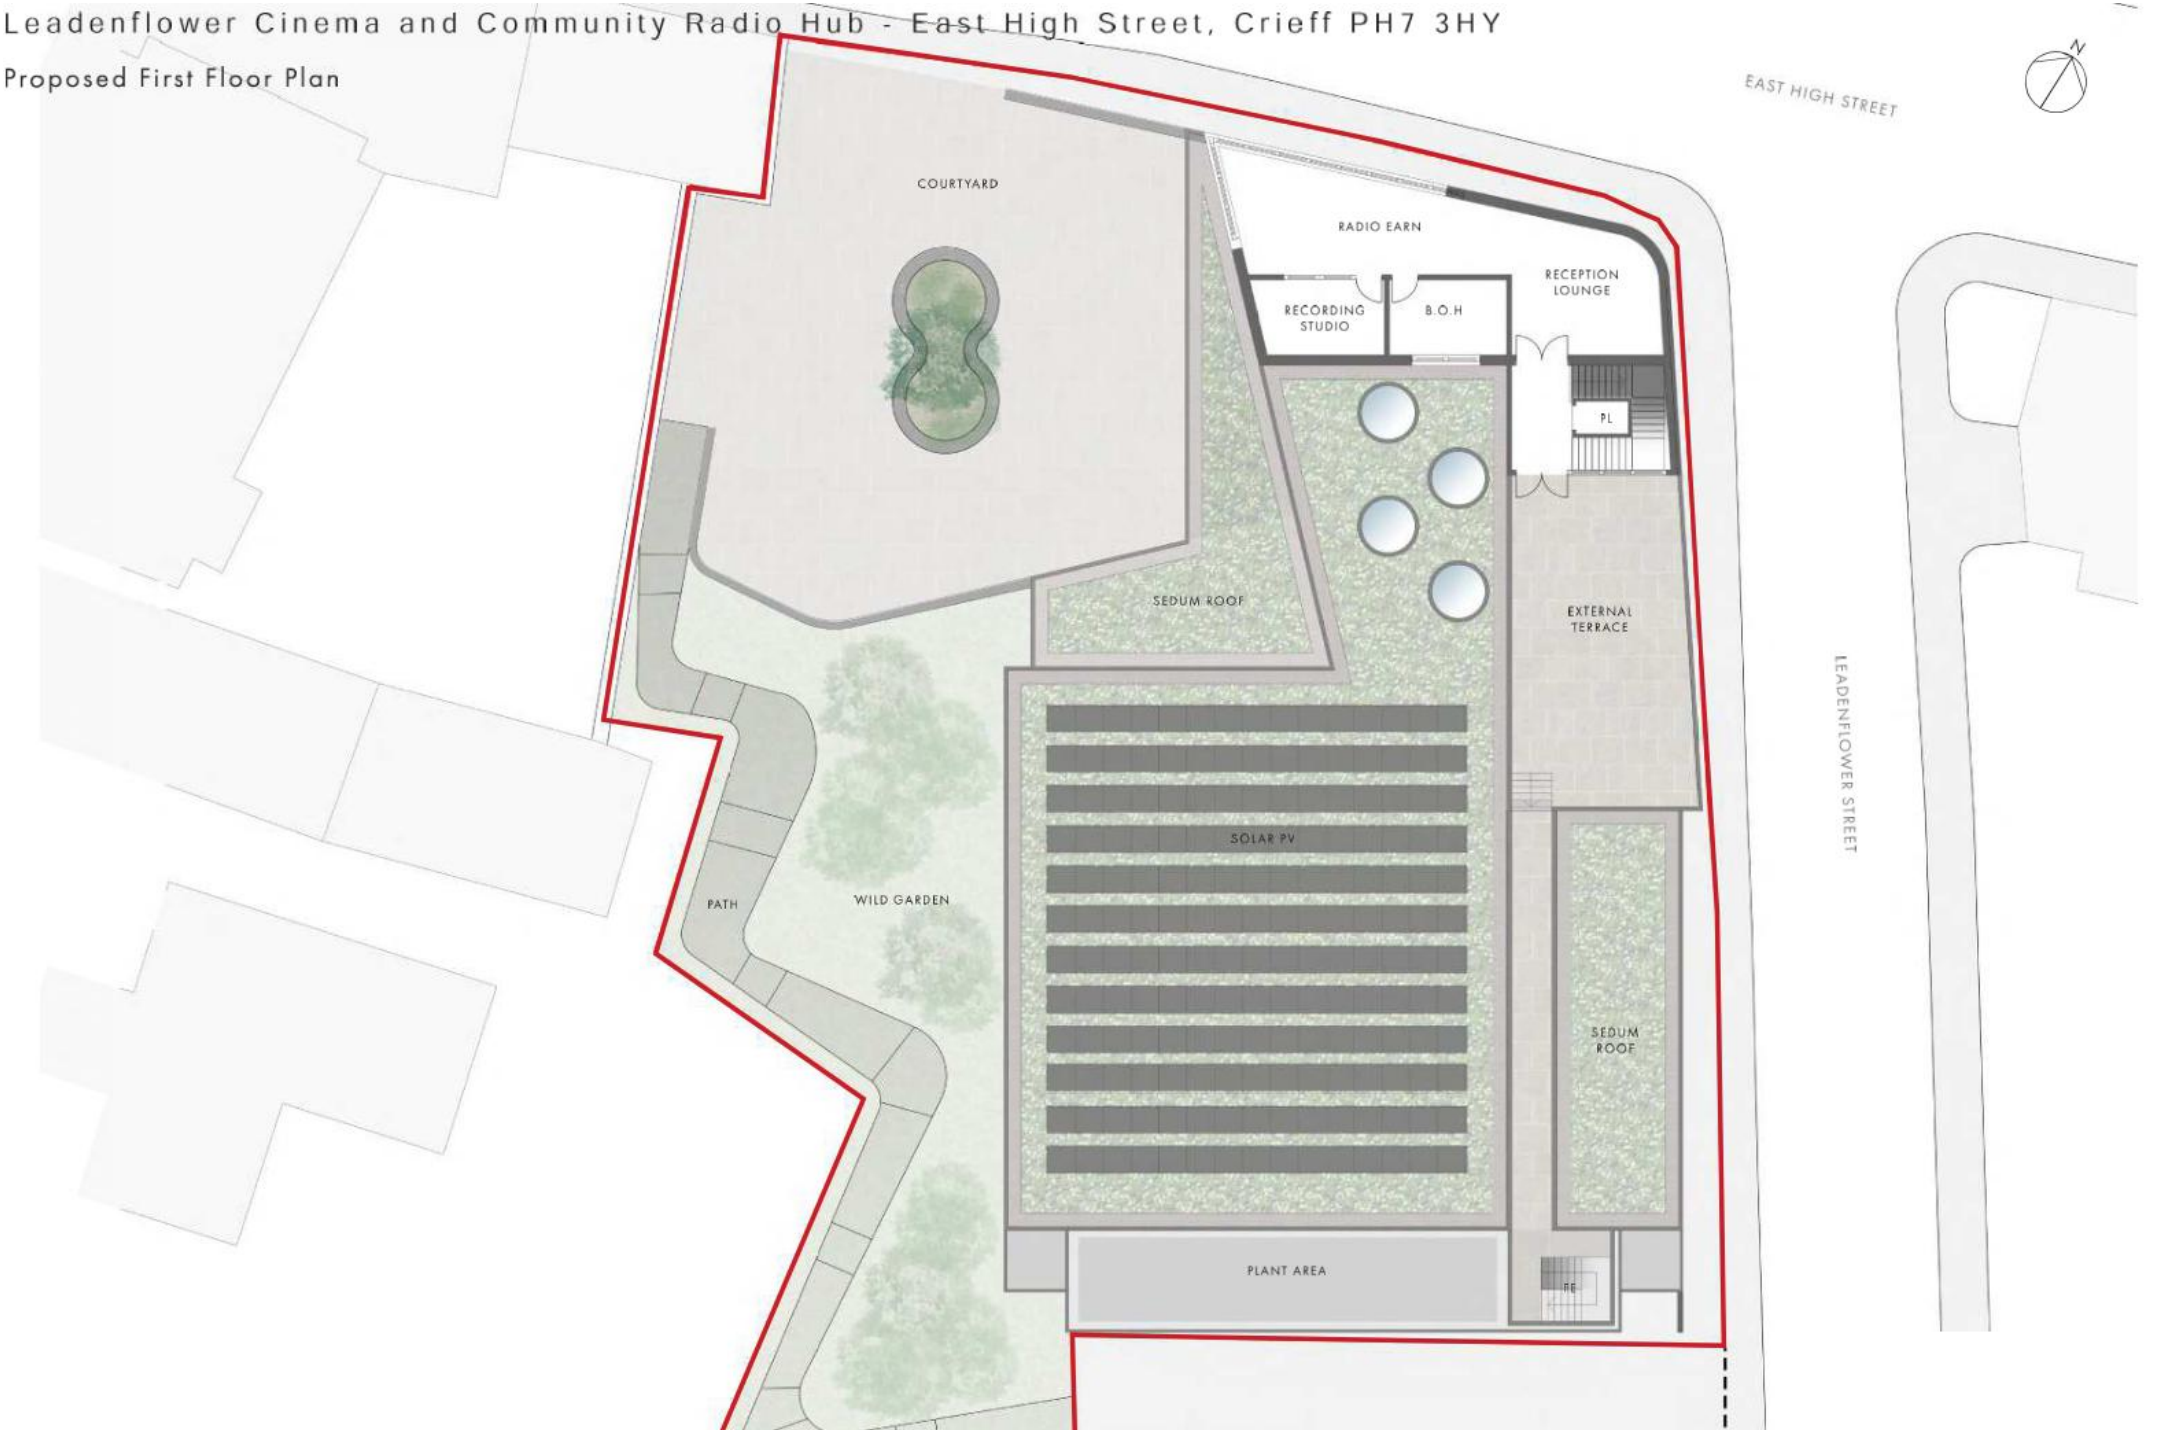 Leadenflower Cinema and Community Radio Hub - East High Street, Crieff PH7 3HY
Proposed First Floor Plan
N
EAST HIGH STREET
COURTYARD
RADIO EARN
RECEPTION
LOUNGE
RECORDING
STUDIO
B.O.H
PL
SEDUM ROOF
EXTERNAL
TERRACE
LEADENFLOWER STREET
SOLAR PV
PATH
WILD GARDEN
SEDUM
ROOF
PLANT AREA
FE